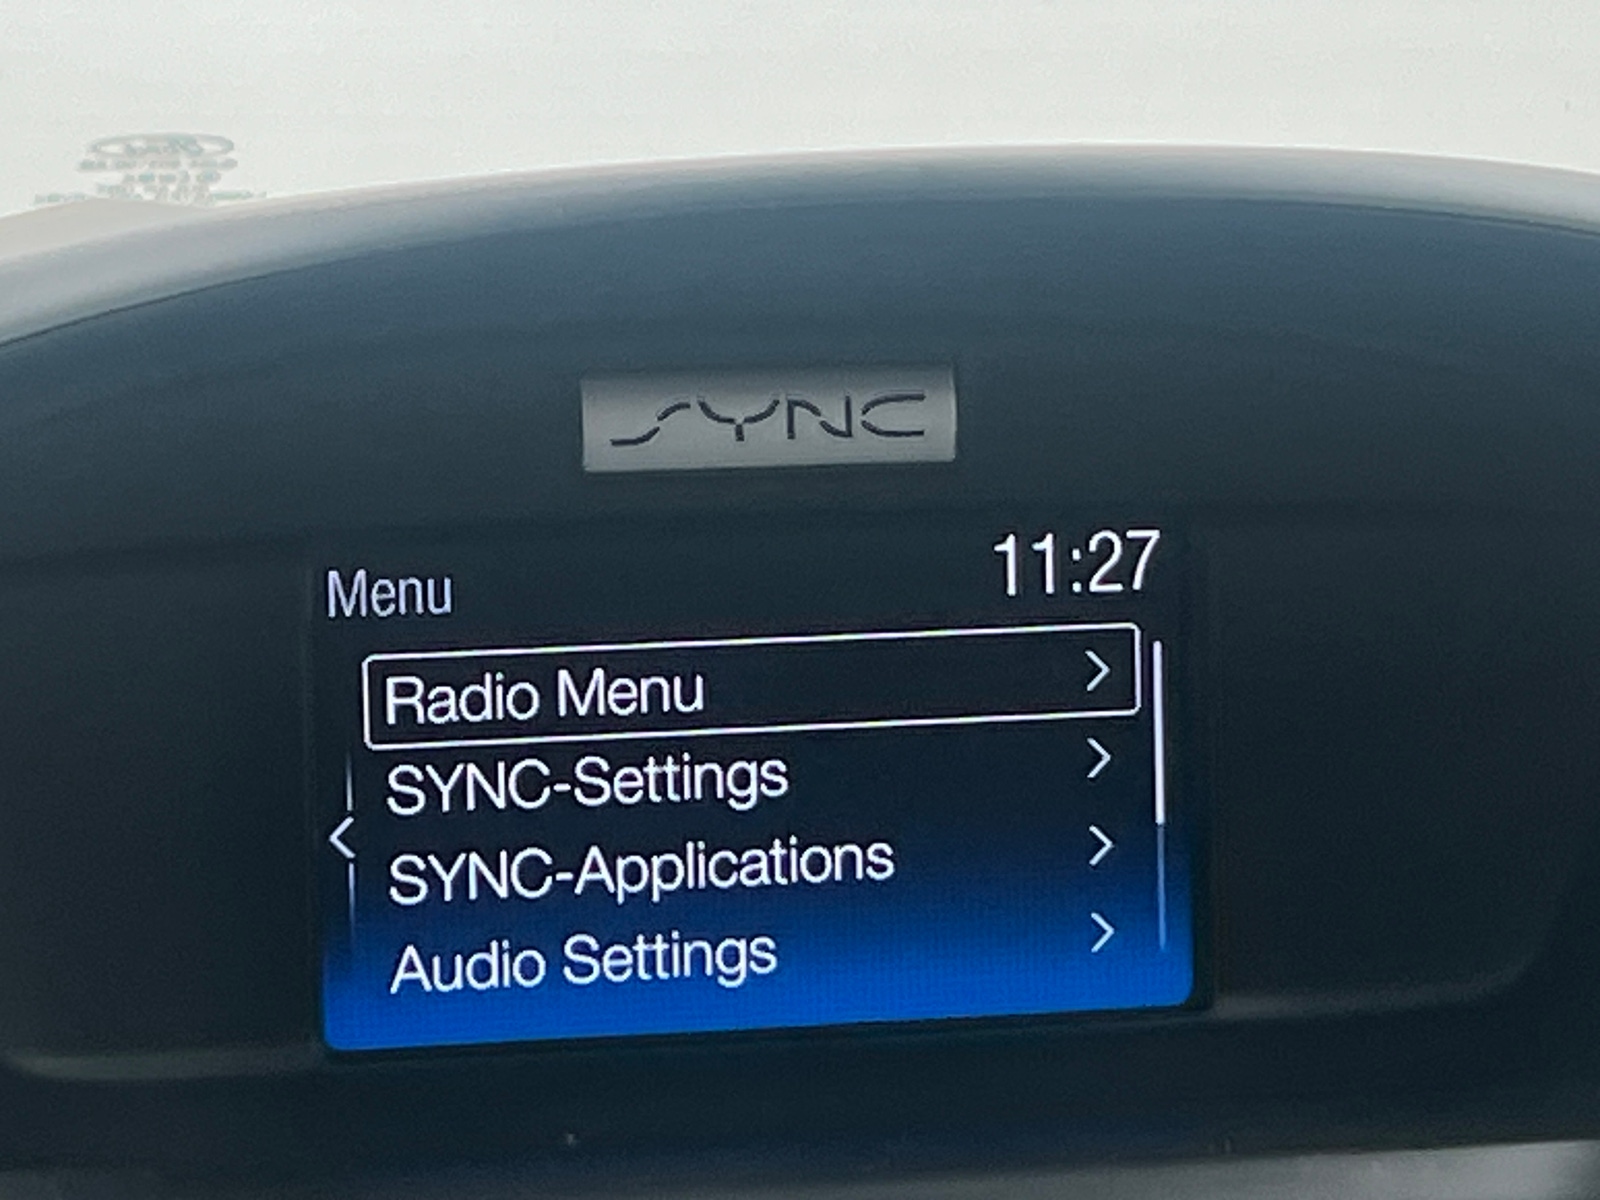 SYNC
Menu
11:27
Radio Menu
SYNC-Settings
SYNC-Applications
Audio Settings